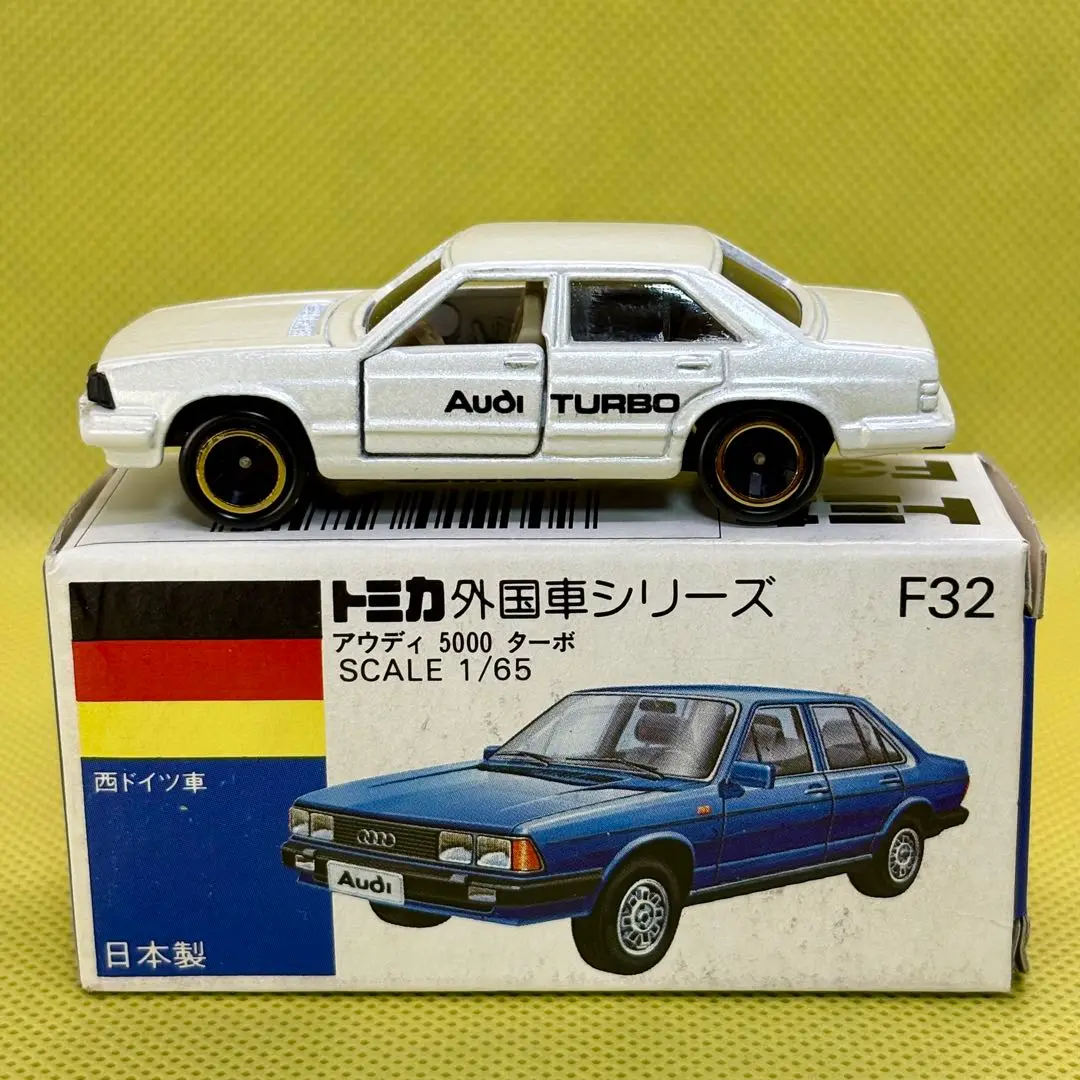 Audi TURBO
トミカ外国車シリーズ F32
アウディ 5000 ターボ
SCALE 1/65
西ドイツ車
Audi
日本製